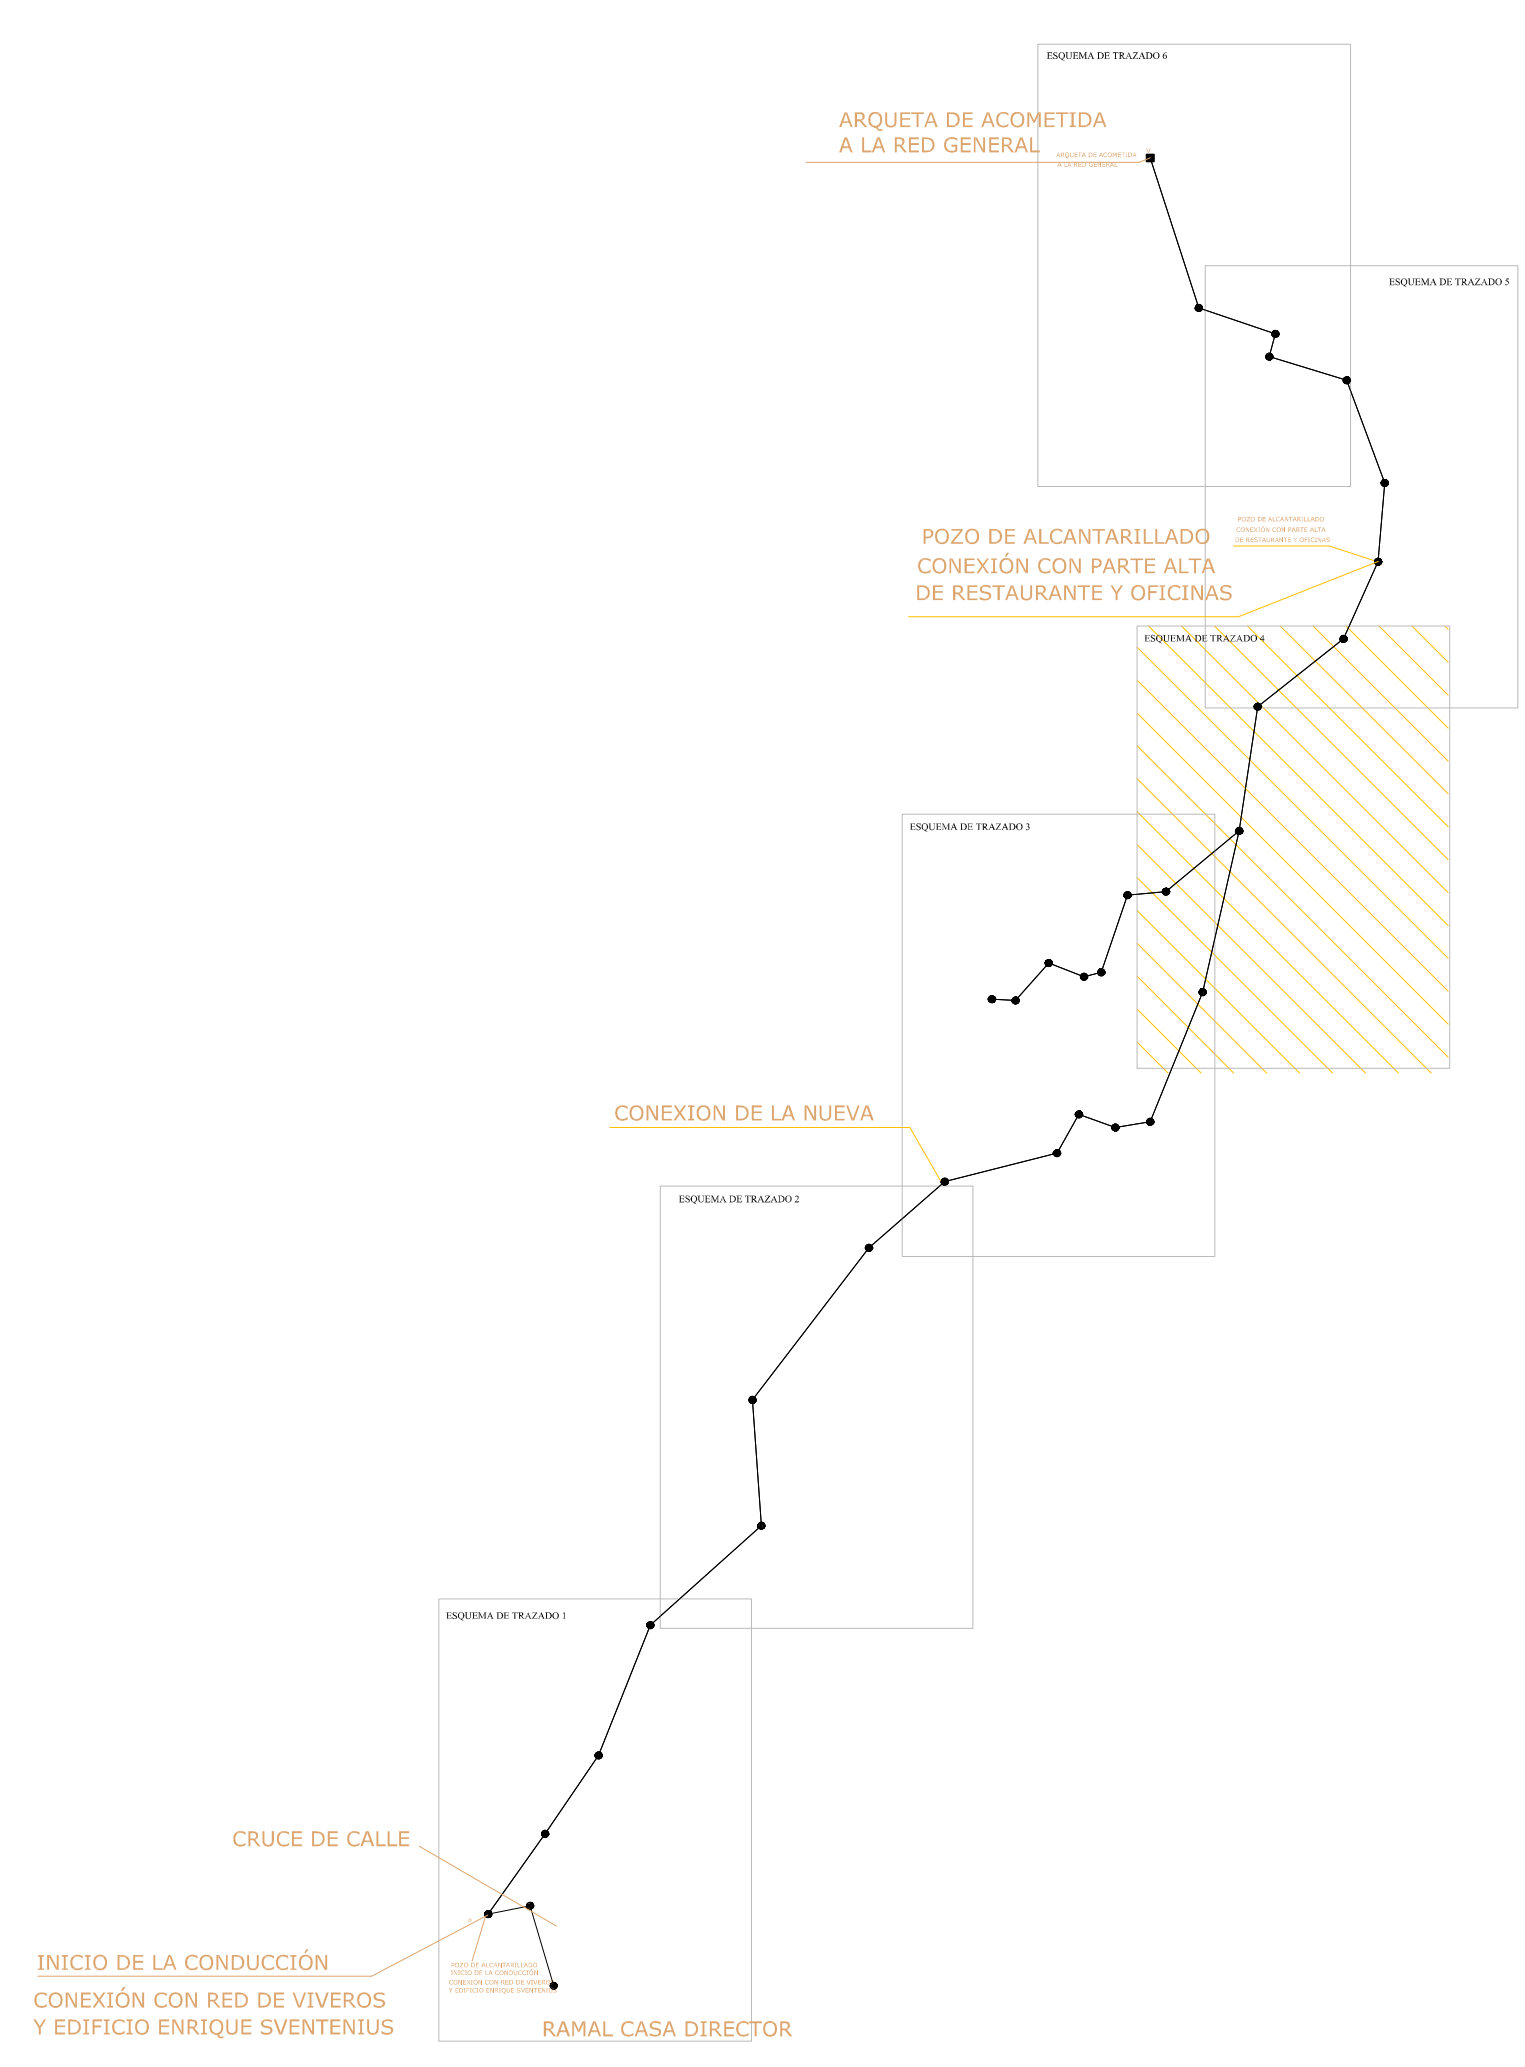 ESQUEMA DE TRAZADO 6
ARQUETA DE ACOMETIDA
A LA RED GENERAL
ARQUETA DE ACOMETIDA
A LA RED GENERAL
ESQUEMA DE TRAZADO 5
POZO DE ALCANTARILLADO
CONEXIÓN CON PARTE ALTA
DE RESTAURANTE Y OFICINAS
POZO DE ALCANTARILLADO
CONEXIÓN CON PARTE ALTA
DE RESTAURANTE Y OFICINAS
ESQUEMA DE TRAZADO 4
ESQUEMA DE TRAZADO 3
CONEXION DE LA NUEVA
ESQUEMA DE TRAZADO 2
ESQUEMA DE TRAZADO 1
CRUCE DE CALLE
INICIO DE LA CONDUCCIÓN
CONEXIÓN CON RED DE VIVEROS
Y EDIFICIO ENRIQUE SVENTENIUS
POZO DE ALCANTARILLADO
INICIO DE LA CONDUCCIÓN
CONEXIÓN CON RED DE VIVEROS
Y EDIFICIO ENRIQUE SVENTENIUS
RAMAL CASA DIRECTOR